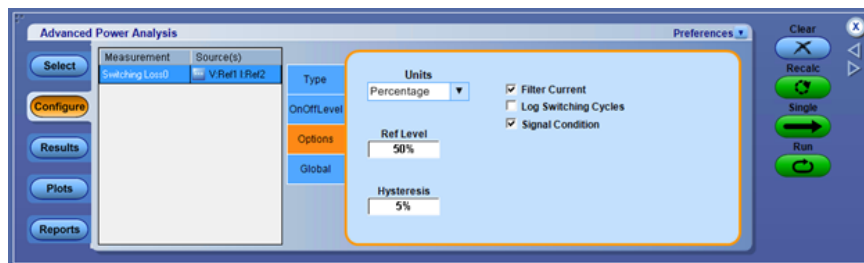 Advanced Power Analysis
Preferences
Clear
X
Select
Measurement Source(s)
Switching Loss0 V:Ref1 I:Ref2
Type
Units
Percentage
Filter Current
Log Switching Cycles
Signal Condition
Recalc
Configure
OnOffLevel
Single
Results
Options
Ref Level
50%
Run
Global
Plots
Hysteresis
5%
Reports